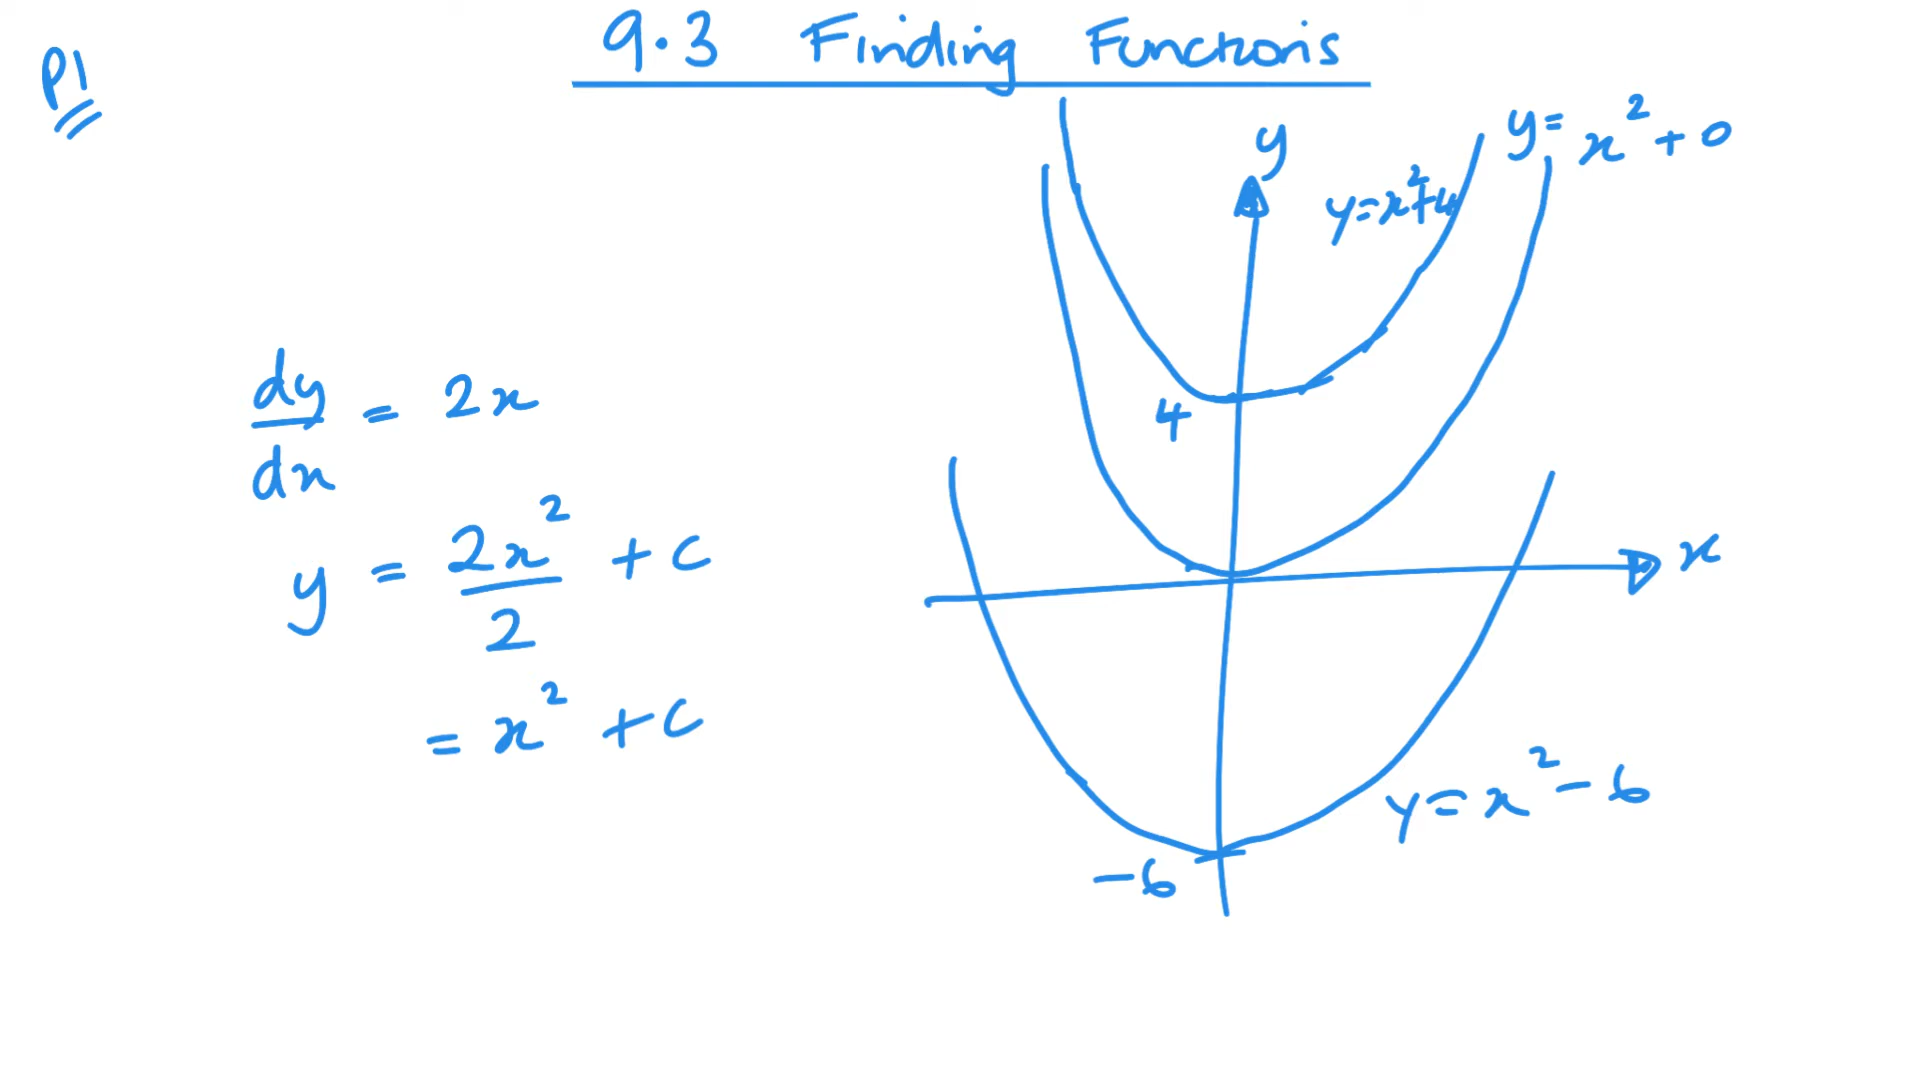 P1
9.3 Finding Functions
dy/dx = 2x
y = 2x²/2 + c
= x² + c
y
y = x² + 0
y = x² + 4
4
x
y = x² - 6
-6